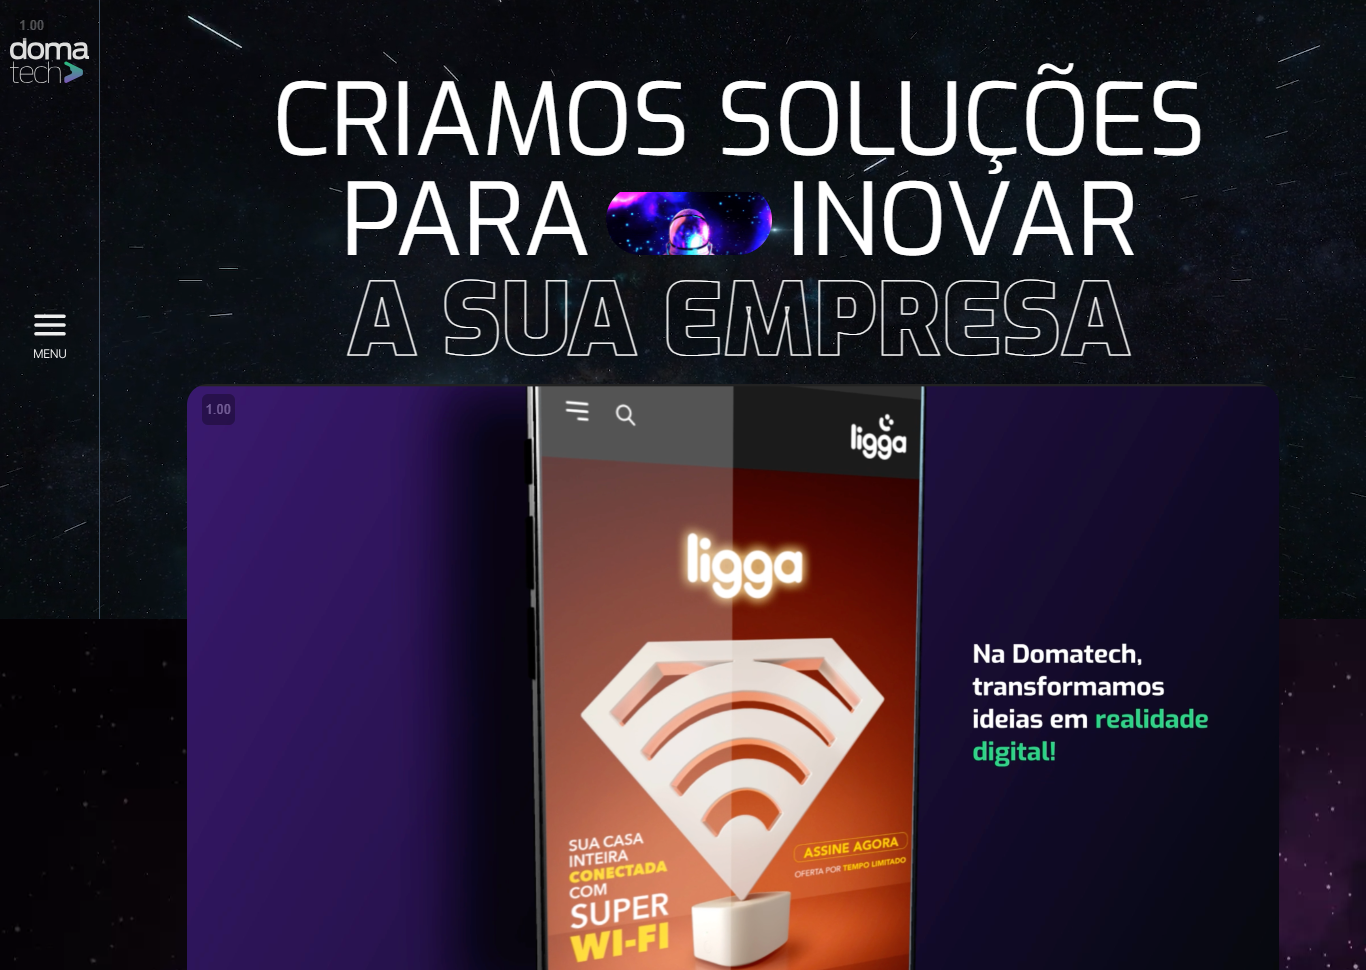 1.00
doma
tech
MENU
CRIAMOS SOLUÇÕES
PARA INOVAR
A SUA EMPRESA
1.00
ligga
ligga
SUA CASA
INTEIRA
CONECTADA
COM
SUPER
WI-FI
ASSINE AGORA
OFERTA POR TEMPO LIMITADO
Na Domatech,
transformamos
ideias em realidade
digital!